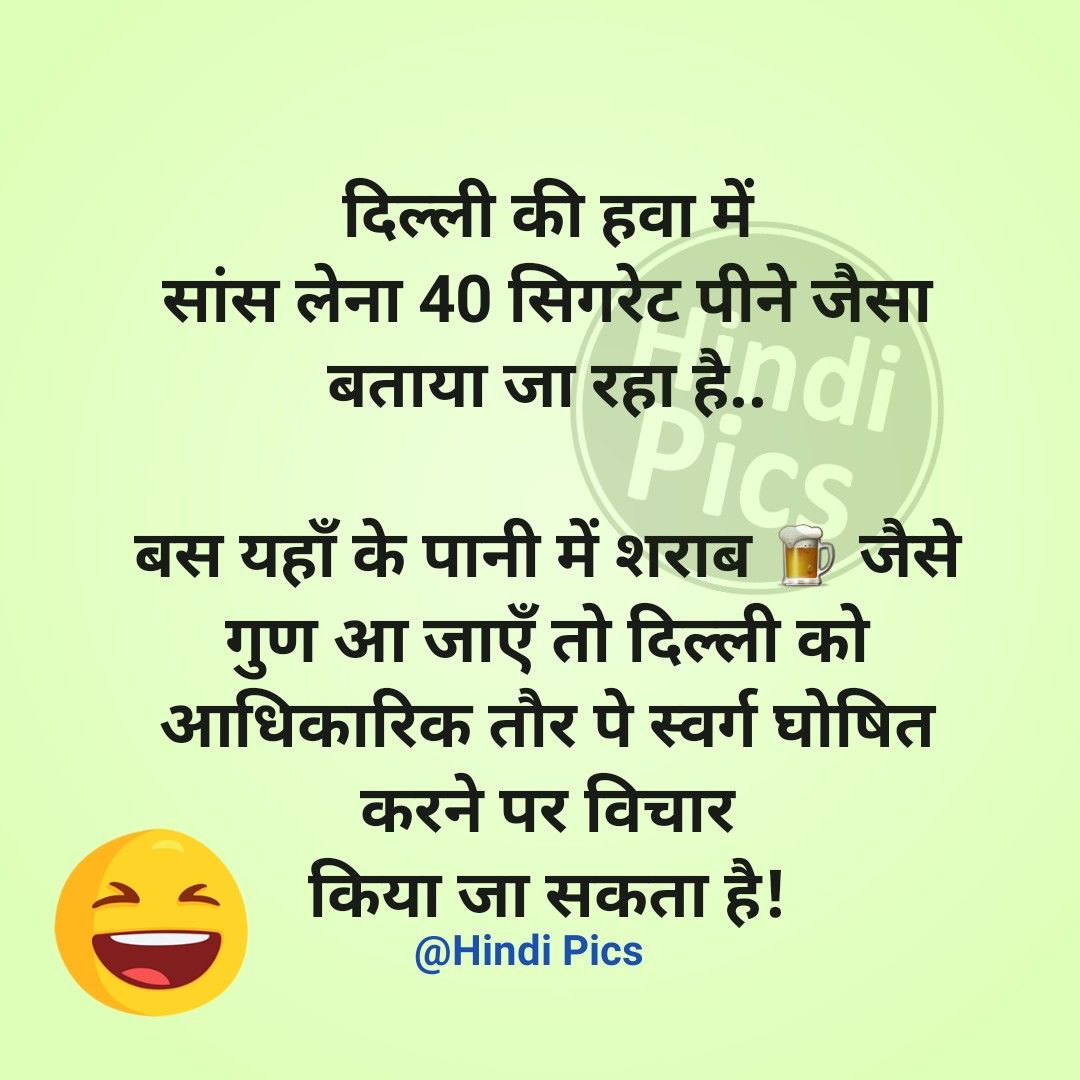 दिल्ली की हवा में
सांस लेना 40 सिगरेट पीने जैसा
बताया जा रहा है..
बस यहाँ के पानी में शराब 🍺 जैसे
गुण आ जाएँ तो दिल्ली को
आधिकारिक तौर पे स्वर्ग घोषित
करने पर विचार
किया जा सकता है!
@Hindi Pics
Hindi
Pics